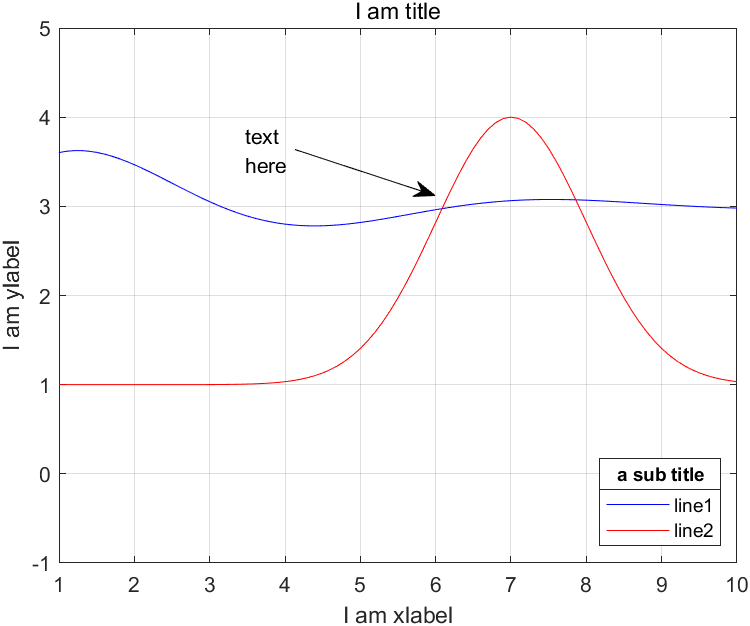 I am title
5
4
3
2
1
0
-1
I am ylabel
text
here
a sub title
line1
line2
1 2 3 4 5 6 7 8 9 10
I am xlabel